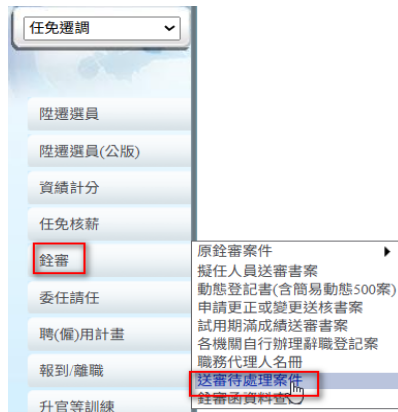 任免遷調
陞遷選員
陞遷選員(公版)
資績計分
任免核薪
銓審
委任請任
聘(僱)用計畫
報到/離職
升官等訓練
原銓審案件
擬任人員送審書案
動態登記書(含簡易動態500案)
申請更正或變更送核書案
試用期滿成績送審書案
各機關自行辦理辭職登記案
職務代理人名冊
送審待處理案件
銓審函資料查